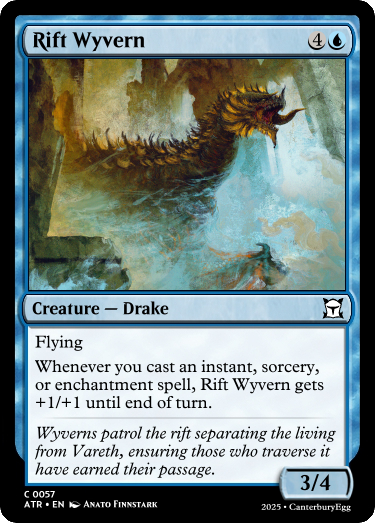 Rift Wyvern 4
Creature — Drake
Flying
Whenever you cast an instant, sorcery,
or enchantment spell, Rift Wyvern gets
+1/+1 until end of turn.
Wyverns patrol the rift separating the living
from Vareth, ensuring those who traverse it
have earned their passage.
3/4
C 0057
ATR • EN Anato Finnstark
2025 • CanterburyEgg